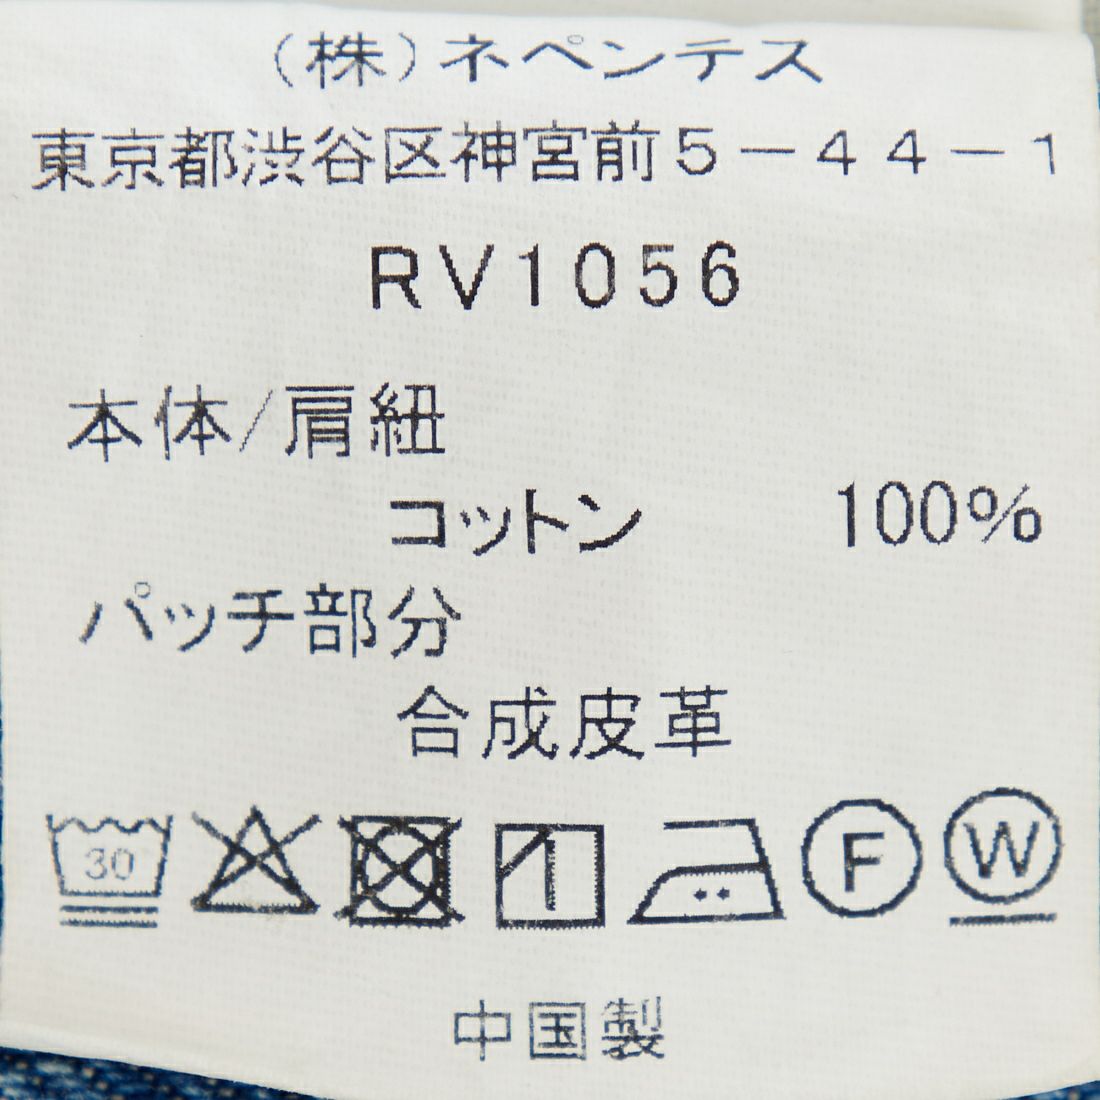 （株）ネペンテス
東京都渋谷区神宮前５－４４－１
RV1056
本体/肩紐
コットン 100%
パッチ部分
合成皮革
30 F W
中国製